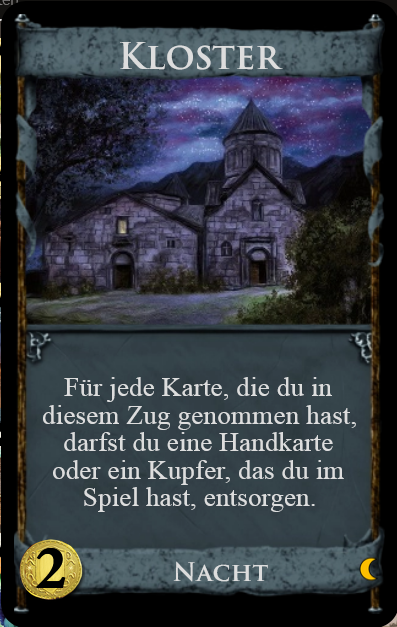 Kloster
Für jede Karte, die du in
diesem Zug genommen hast,
darfst du eine Handkarte
oder ein Kupfer, das du im
Spiel hast, entsorgen.
2
Nacht